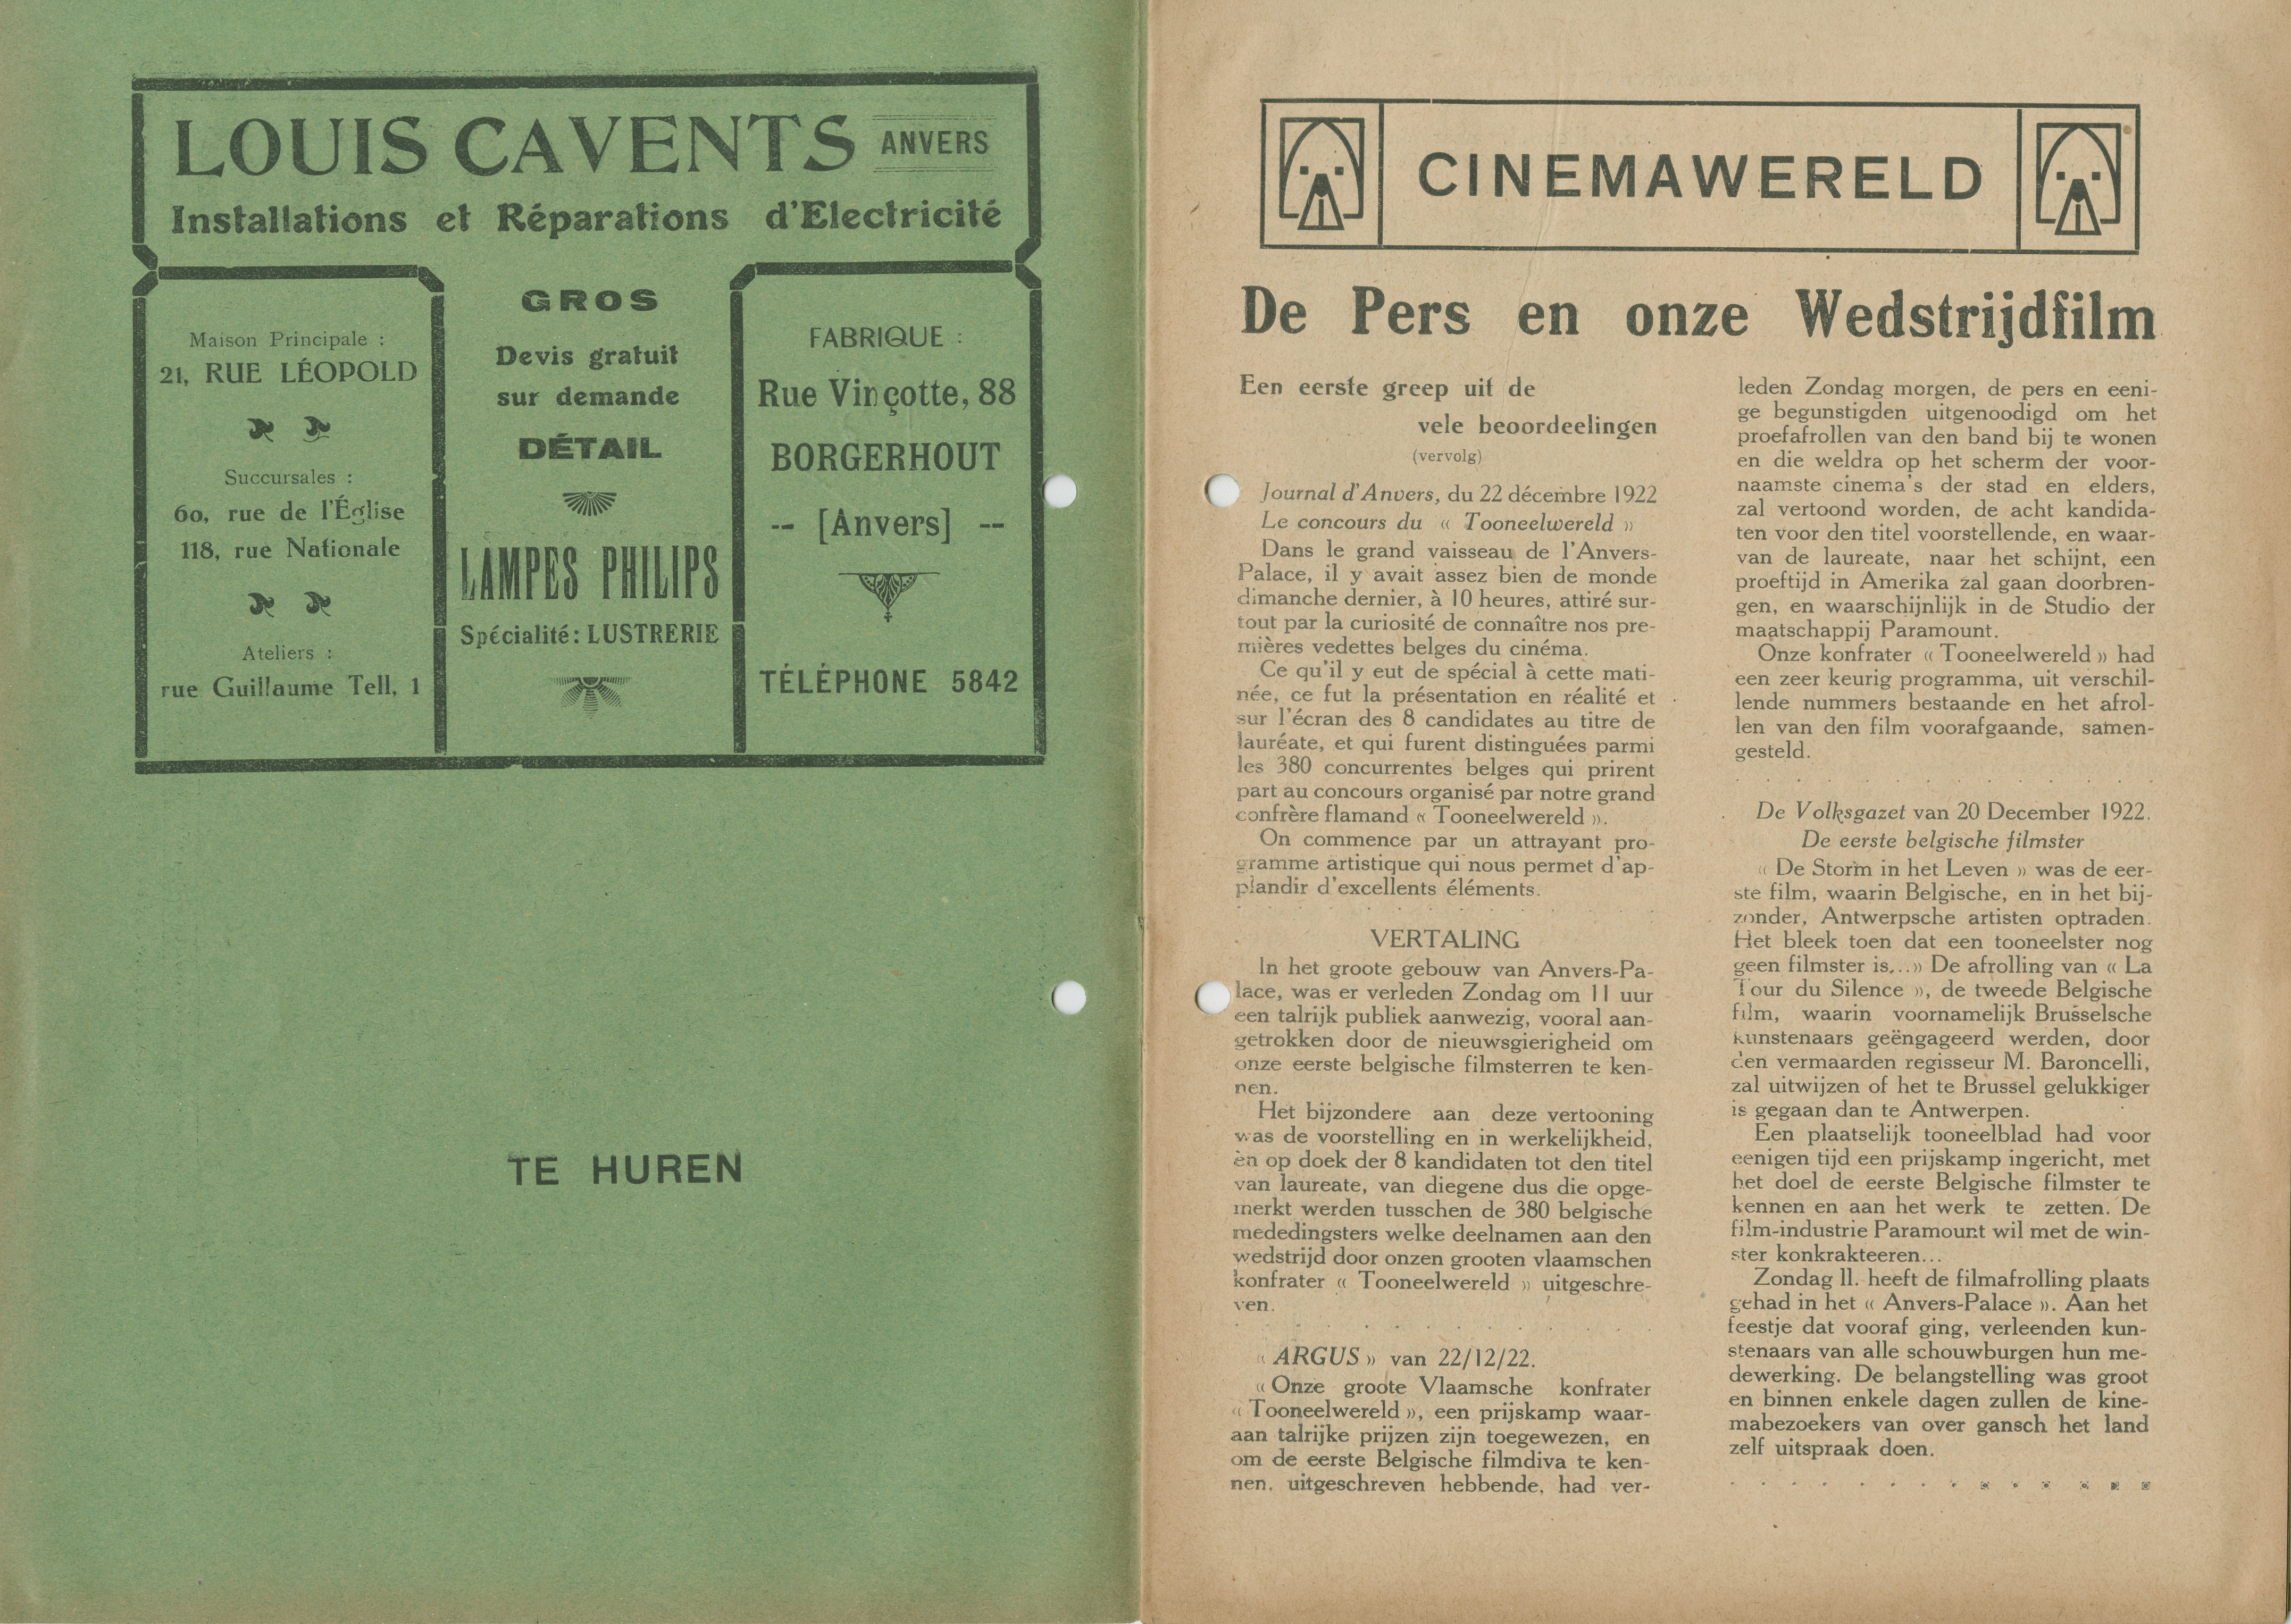 LOUIS CAVENTS ANVERS
Installations et Réparations d'Electricité
Maison Principale :
21, RUE LÉOPOLD
Succursales :
60, rue de l'Église
118, rue Nationale
Ateliers :
rue Guillaume Tell, 1
GROS
Devis gratuit
sur demande
DÉTAIL
LAMPES PHILIPS
Spécialité: LUSTRERIE
FABRIQUE :
Rue Vinçotte, 88
BORGERHOUT
-- [Anvers] --
TÉLÉPHONE 5842
TE HUREN
CINEMAWERELD
De Pers en onze Wedstrijdfilm
Een eerste greep uit de
vele beoordeelingen
(vervolg)
Journal d'Anvers, du 22 décembre 1922
Le concours du « Tooneelwereld »
Dans le grand vaisseau de l'Anvers-
Palace, il y avait assez bien de monde
dimanche dernier, à 10 heures, attiré sur-
tout par la curiosité de connaître nos pre-
mières vedettes belges du cinéma.
Ce qu'il y eut de spécial à cette mati-
née, ce fut la présentation en réalité et
sur l'écran des 8 candidates au titre de
lauréate, et qui furent distinguées parmi
les 380 concurrentes belges qui prirent
part au concours organisé par notre grand
confrère flamand « Tooneelwereld ».
On commence par un attrayant pro-
gramme artistique qui nous permet d'ap-
plandir d'excellents éléments.
VERTALING
In het groote gebouw van Anvers-Pa-
lace, was er verleden Zondag om 11 uur
een talrijk publiek aanwezig, vooral aan-
getrokken door de nieuwsgierigheid om
onze eerste belgische filmsterren te ken-
nen.
Het bijzondere aan deze vertooning
was de voorstelling en in werkelijkheid,
èn op doek der 8 kandidaten tot den titel
van laureate, van diegene dus die opge-
merkt werden tusschen de 380 belgische
mededingsters welke deelnamen aan den
wedstrijd door onzen grooten vlaamschen
konfrater « Tooneelwereld » uitgeschre-
ven.
« ARGUS » van 22/12/22.
« Onze groote Vlaamsche konfrater
« Tooneelwereld », een prijskamp waar-
aan talrijke prijzen zijn toegewezen, en
om de eerste Belgische filmdiva te ken-
nen, uitgeschreven hebbende, had ver-
leden Zondag morgen, de pers en eeni-
ge begunstigden uitgenoodigd om het
proefafrollen van den band bij te wonen
en die weldra op het scherm der voor-
naamste cinema's der stad en elders,
zal vertoond worden, de acht kandida-
ten voor den titel voorstellende, en waar-
van de laureate, naar het schijnt, een
proeftijd in Amerika zal gaan doorbren-
gen, en waarschijnlijk in de Studio der
maatschappij Paramount.
Onze konfrater « Tooneelwereld » had
een zeer keurig programma, uit verschil-
lende nummers bestaande en het afrol-
len van den film voorafgaande, samen-
gesteld.
De Volksgazet van 20 December 1922.
De eerste belgische filmster
« De Storm in het Leven » was de eer-
ste film, waarin Belgische, en in het bij-
zonder, Antwerpsche artisten optraden.
Het bleek toen dat een tooneelster nog
geen filmster is...» De afrolling van « La
Tour du Silence », de tweede Belgische
film, waarin voornamelijk Brusselsche
kunstenaars geëngageerd werden, door
den vermaarden regisseur M. Baroncelli,
zal uitwijzen of het te Brussel gelukkiger
is gegaan dan te Antwerpen.
Een plaatselijk tooneelblad had voor
eenigen tijd een prijskamp ingericht, met
het doel de eerste Belgische filmster te
kennen en aan het werk te zetten. De
film-industrie Paramount wil met de win-
ster konkrakteeren...
Zondag ll. heeft de filmafrolling plaats
gehad in het « Anvers-Palace ». Aan het
feestje dat vooraf ging, verleenden kun-
stenaars van alle schouwburgen hun me-
dewerking. De belangstelling was groot
en binnen enkele dagen zullen de kine-
mabezoekers van over gansch het land
zelf uitspraak doen.